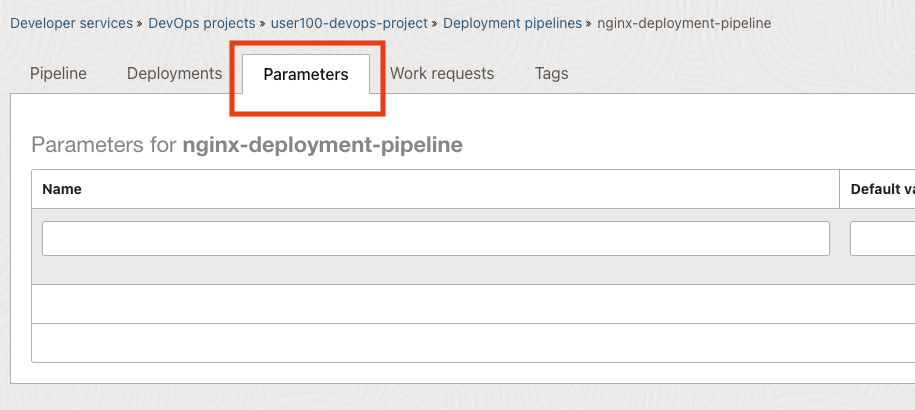 Developer services » DevOps projects » user100-devops-project » Deployment pipelines » nginx-deployment-pipeline
Pipeline Deployments Parameters Work requests Tags
Parameters for nginx-deployment-pipeline
Name Default va